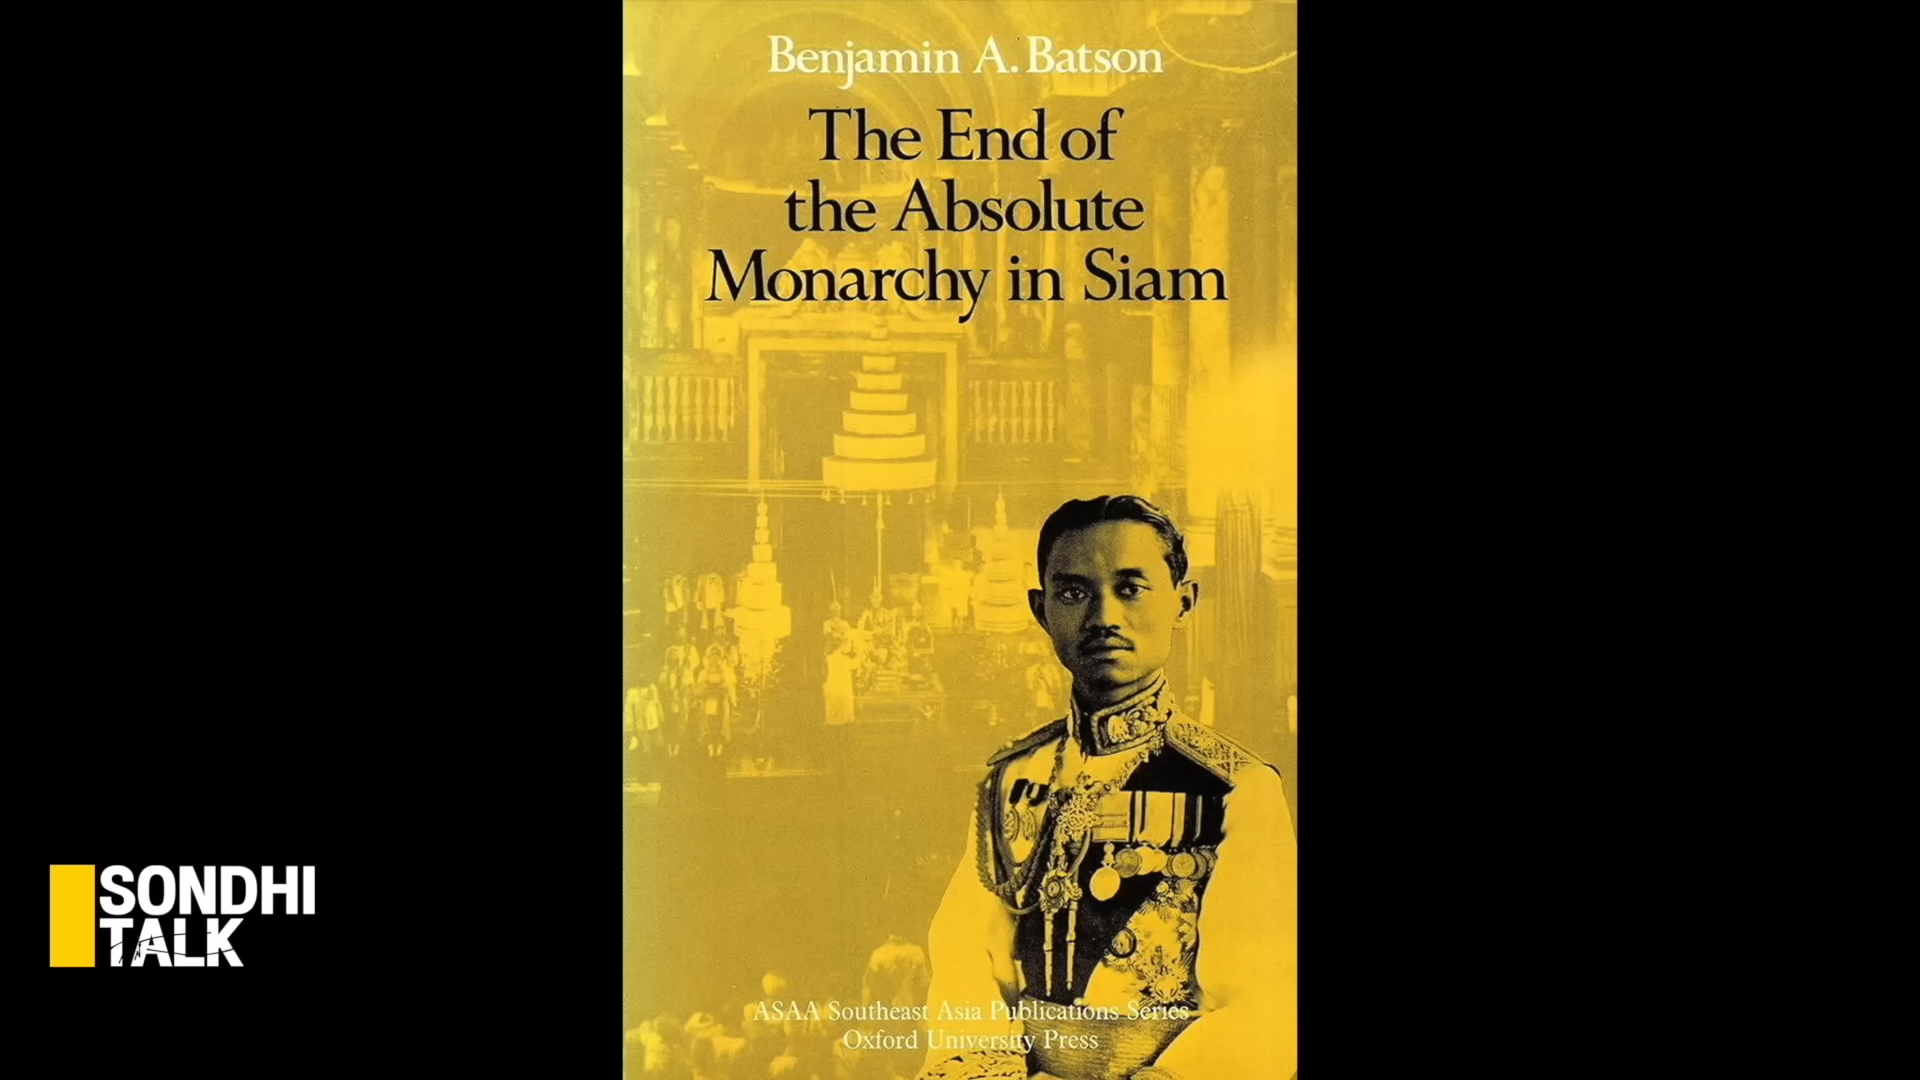 Benjamin A. Batson
The End of
the Absolute
Monarchy in Siam
ASAA Southeast Asia Publications Series
Oxford University Press
SONDHI
TALK